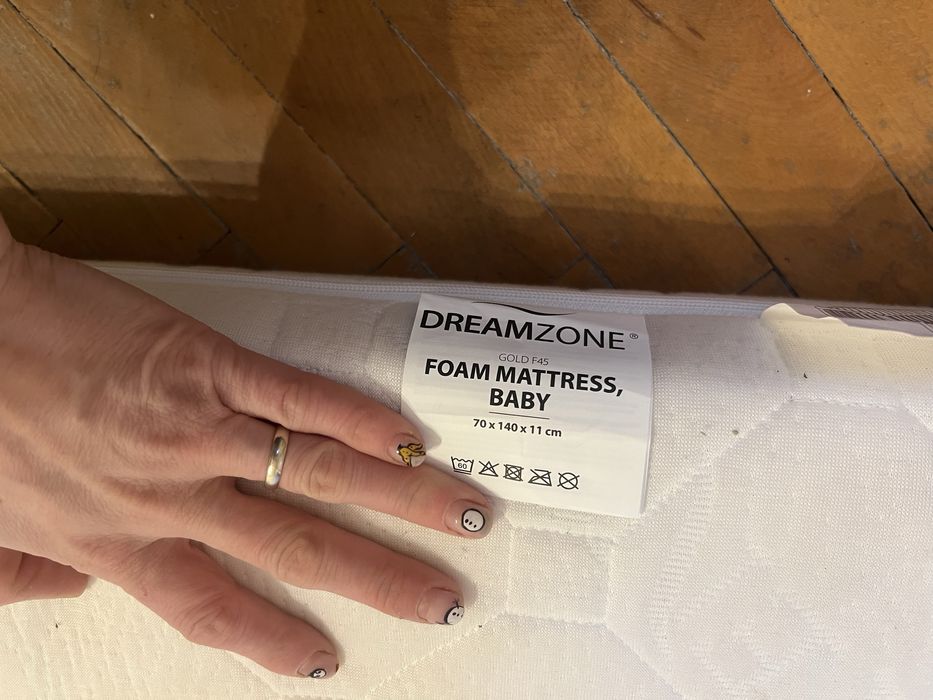 DREAMZONE®
GOLD F45
FOAM MATTRESS,
BABY
70 x 140 x 11 cm
60